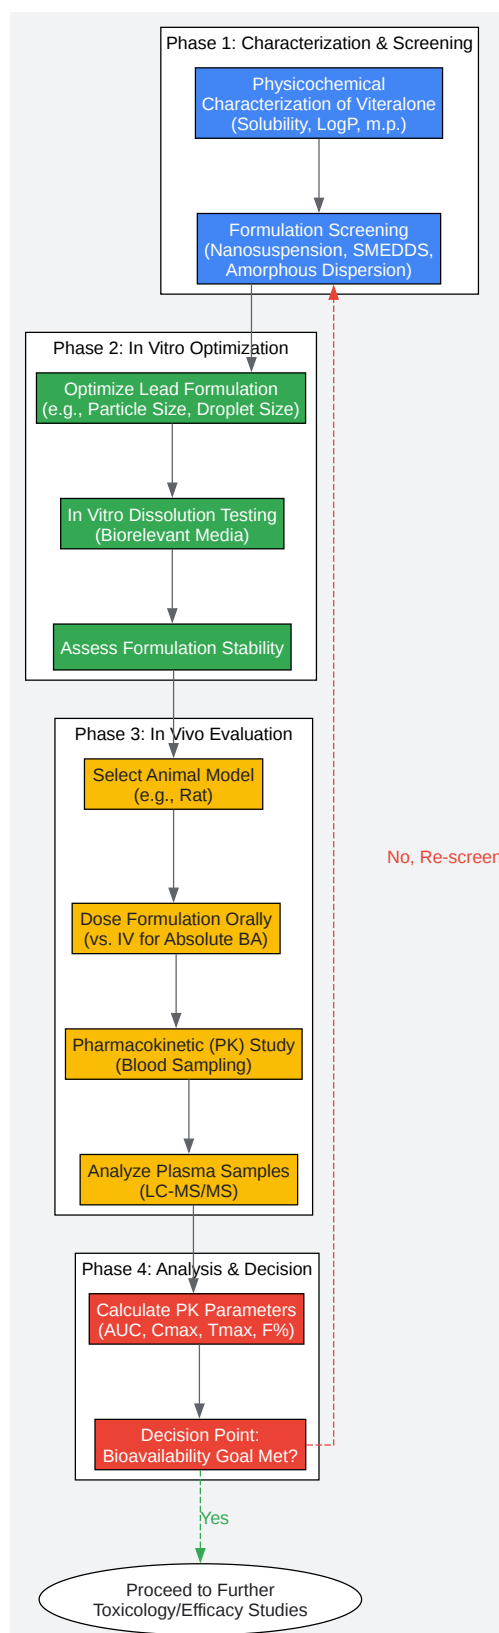 Phase 1: Characterization & Screening
Physicochemical
Characterization of Viteralone
(Solubility, LogP, m.p.)
Formulation Screening
(Nanosuspension, SMEDDS,
Amorphous Dispersion)
Phase 2: In Vitro Optimization
Optimize Lead Formulation
(e.g., Particle Size, Droplet Size)
In Vitro Dissolution Testing
(Biorelevant Media)
Assess Formulation Stability
Phase 3: In Vivo Evaluation
Select Animal Model
(e.g., Rat)
No, Re-screen
Dose Formulation Orally
(vs. IV for Absolute BA)
Pharmacokinetic (PK) Study
(Blood Sampling)
Analyze Plasma Samples
(LC-MS/MS)
Phase 4: Analysis & Decision
Calculate PK Parameters
(AUC, Cmax, Tmax, F%)
Decision Point:
Bioavailability Goal Met?
Yes
Proceed to Further
Toxicology/Efficacy Studies